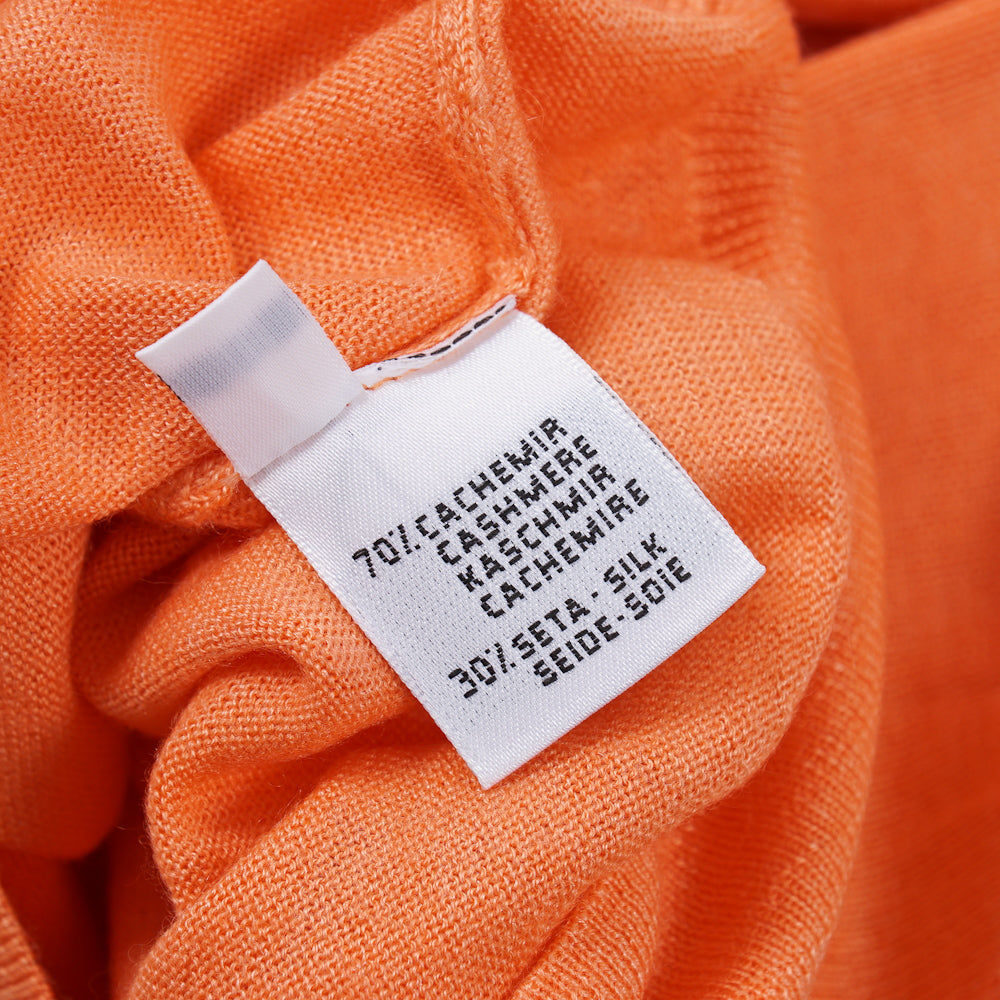 70% CACHEMIR
CASHMERE
KASCHMIR
CACHEMIRE
30% SETA - SILK
SEIDE-SOIE